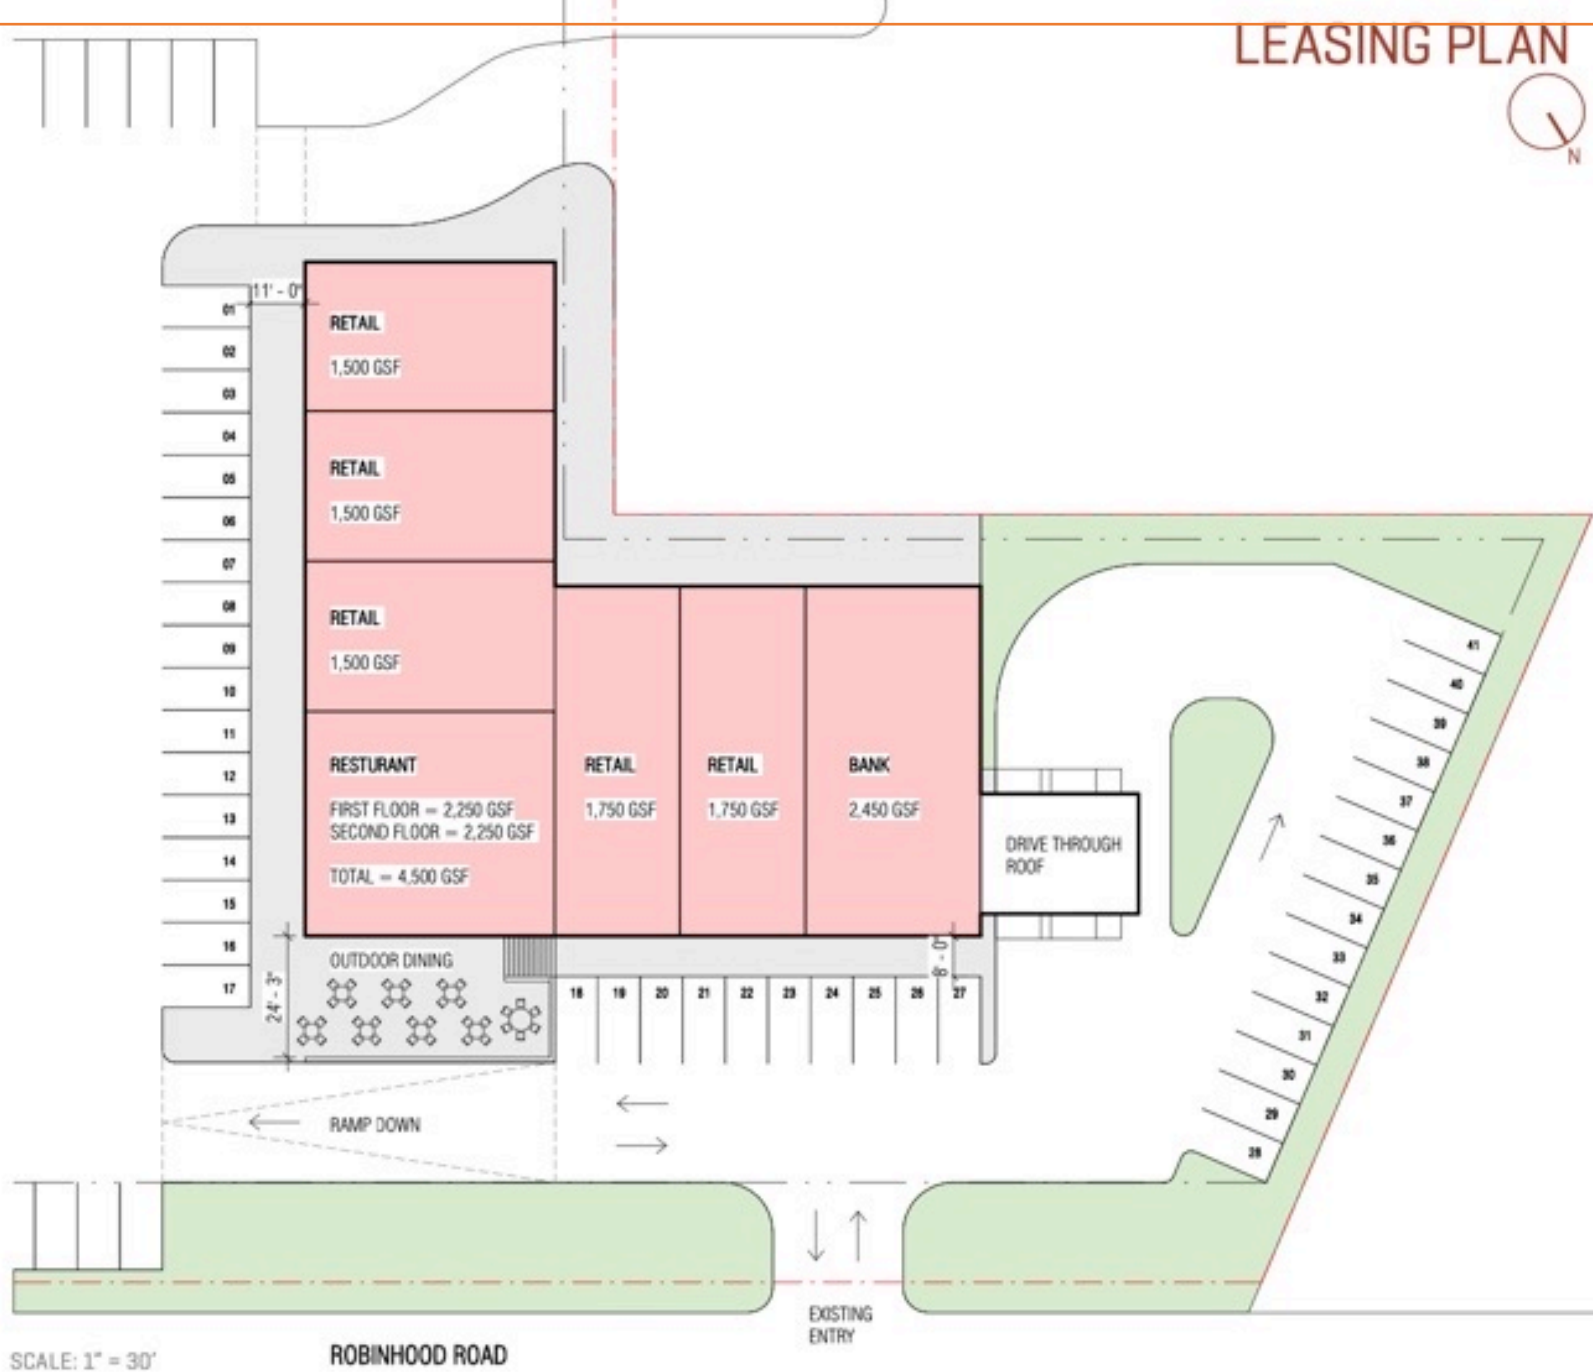 LEASING PLAN
N
11' - 0"
RETAIL
1,500 GSF
RETAIL
1,500 GSF
RETAIL
1,500 GSF
RESTURANT
FIRST FLOOR = 2,250 GSF
SECOND FLOOR = 2,250 GSF
TOTAL = 4,500 GSF
RETAIL
1,750 GSF
RETAIL
1,750 GSF
BANK
2,450 GSF
DRIVE THROUGH
ROOF
01
02
03
04
05
06
07
08
09
10
11
12
13
14
15
16
17
OUTDOOR DINING
24' - 3"
8' - 0"
18 19 20 21 22 23 24 25 26 27
41
40
39
38
37
36
35
34
33
32
31
30
29
28
RAMP DOWN
EXISTING
ENTRY
SCALE: 1" = 30'
ROBINHOOD ROAD